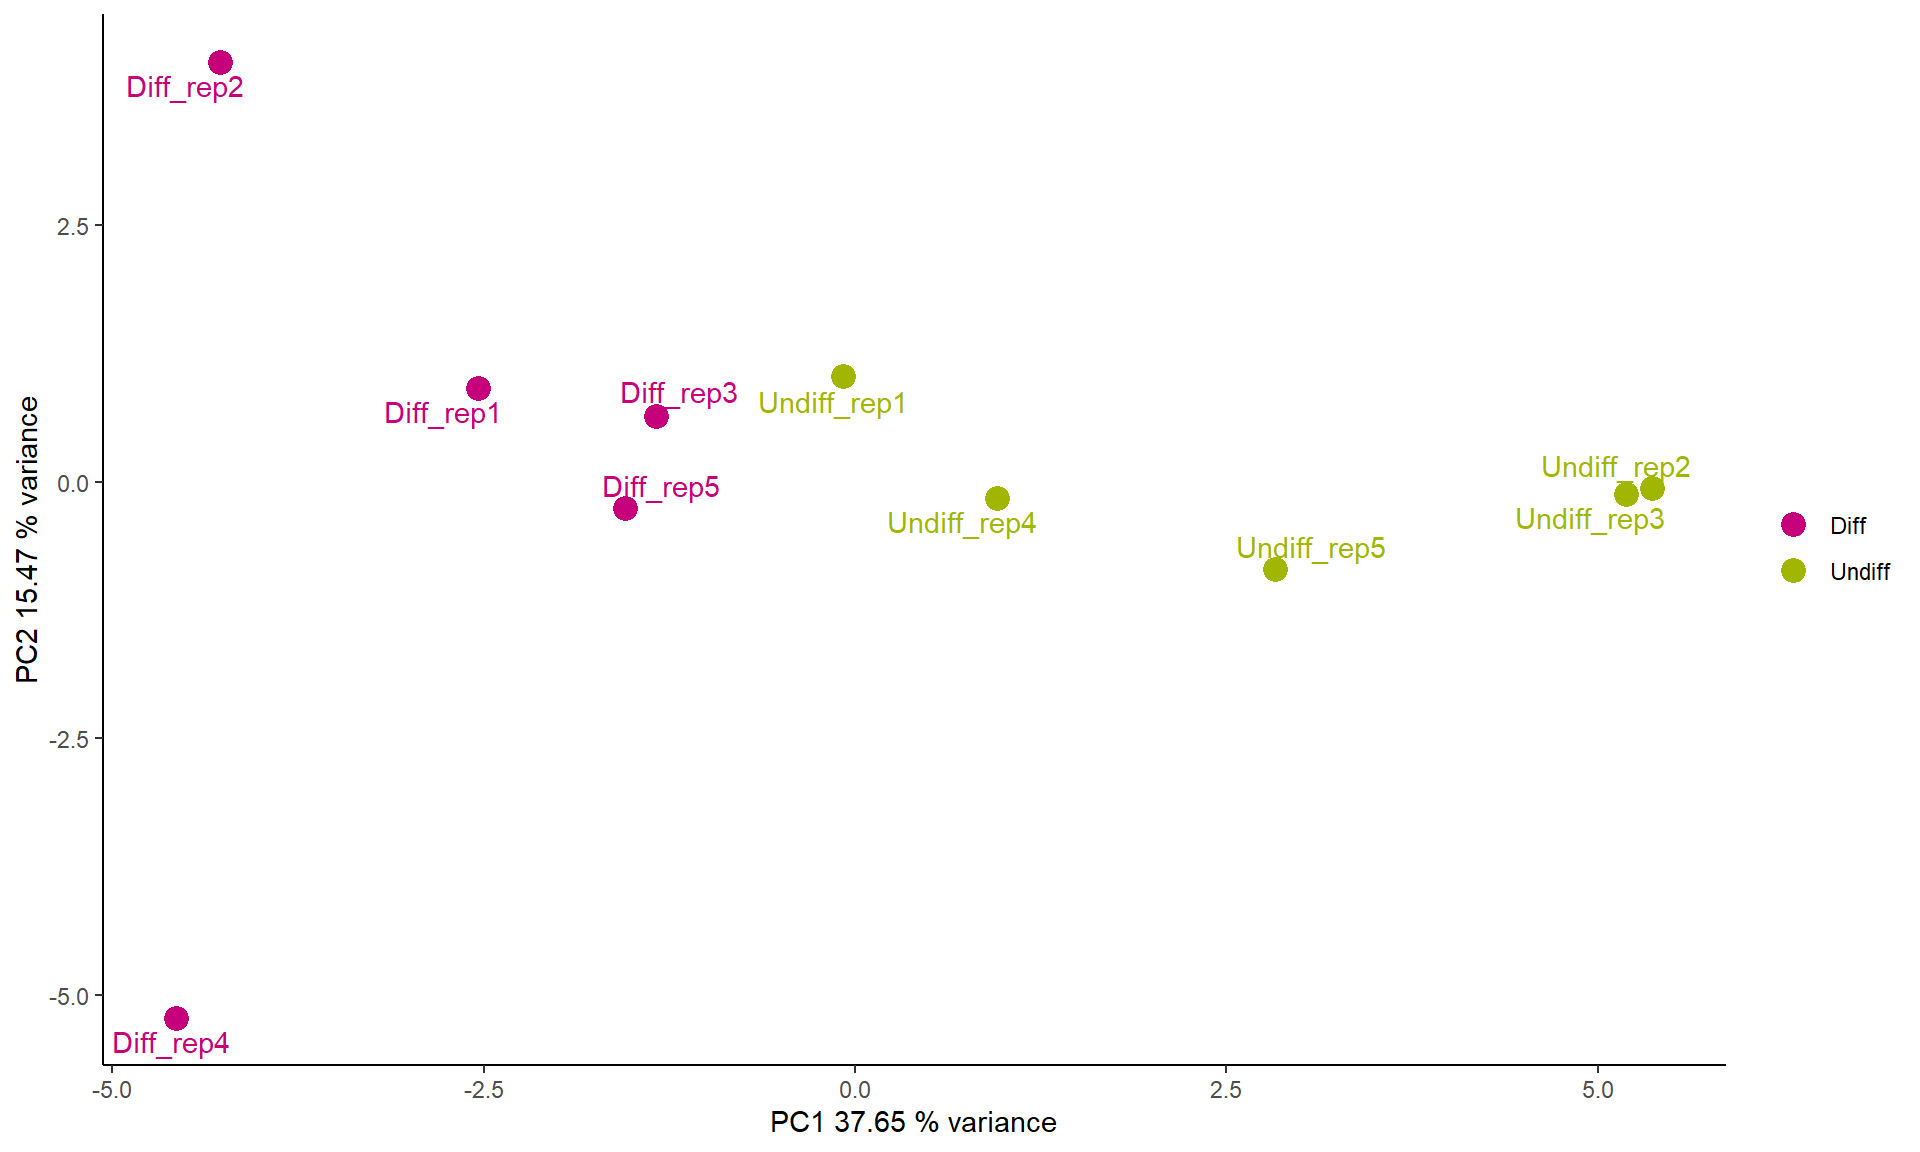 Diff_rep2
2.5
Diff_rep3
Undiff_rep1
Diff_rep1
Undiff_rep2
0.0
Diff_rep5
Undiff_rep3
Undiff_rep4
Undiff_rep5
Diff
Undiff
PC2 15.47 % variance
-2.5
-5.0
Diff_rep4
-5.0
-2.5
0.0
2.5
5.0
PC1 37.65 % variance